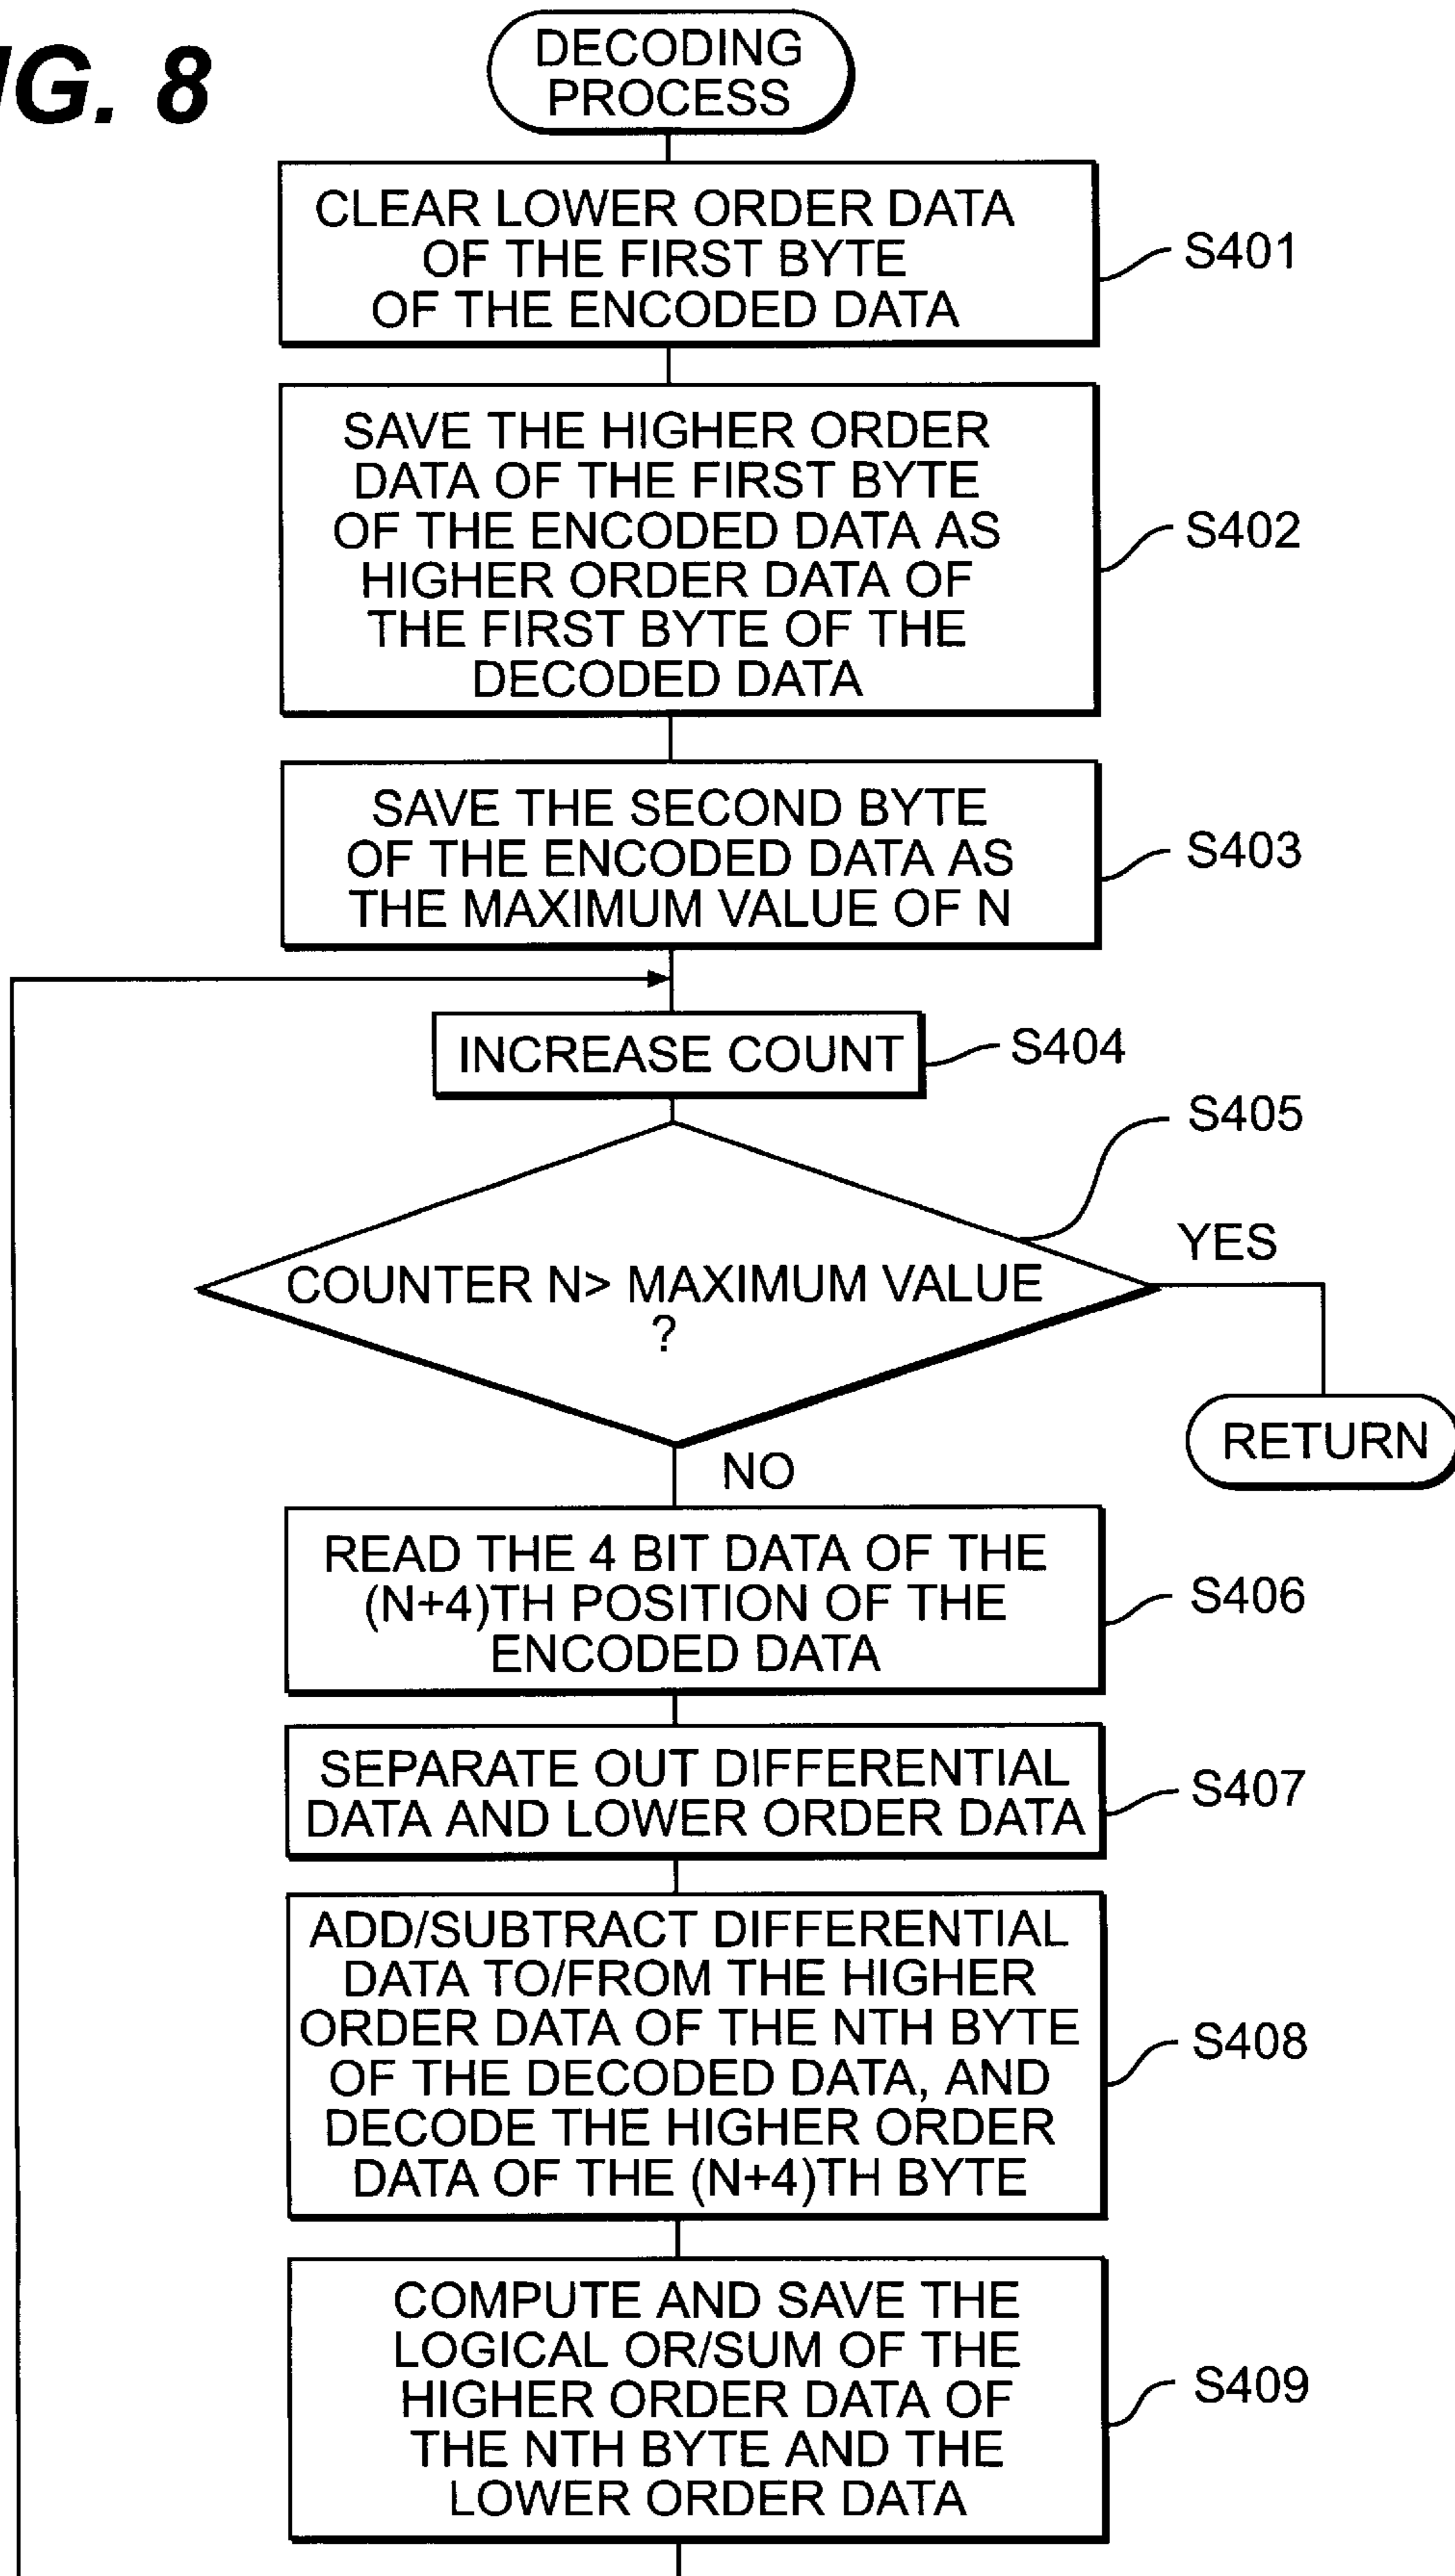 IG. 8
DECODING
PROCESS
CLEAR LOWER ORDER DATA
OF THE FIRST BYTE
OF THE ENCODED DATA
S401
SAVE THE HIGHER ORDER
DATA OF THE FIRST BYTE
OF THE ENCODED DATA AS
HIGHER ORDER DATA OF
THE FIRST BYTE OF THE
DECODED DATA
S402
SAVE THE SECOND BYTE
OF THE ENCODED DATA AS
THE MAXIMUM VALUE OF N
S403
INCREASE COUNT
S404
S405
COUNTER N> MAXIMUM VALUE
?
YES
RETURN
NO
READ THE 4 BIT DATA OF THE
(N+4)TH POSITION OF THE
ENCODED DATA
S406
SEPARATE OUT DIFFERENTIAL
DATA AND LOWER ORDER DATA
S407
ADD/SUBTRACT DIFFERENTIAL
DATA TO/FROM THE HIGHER
ORDER DATA OF THE NTH BYTE
OF THE DECODED DATA, AND
DECODE THE HIGHER ORDER
DATA OF THE (N+4)TH BYTE
S408
COMPUTE AND SAVE THE
LOGICAL OR/SUM OF THE
HIGHER ORDER DATA OF
THE NTH BYTE AND THE
LOWER ORDER DATA
S409